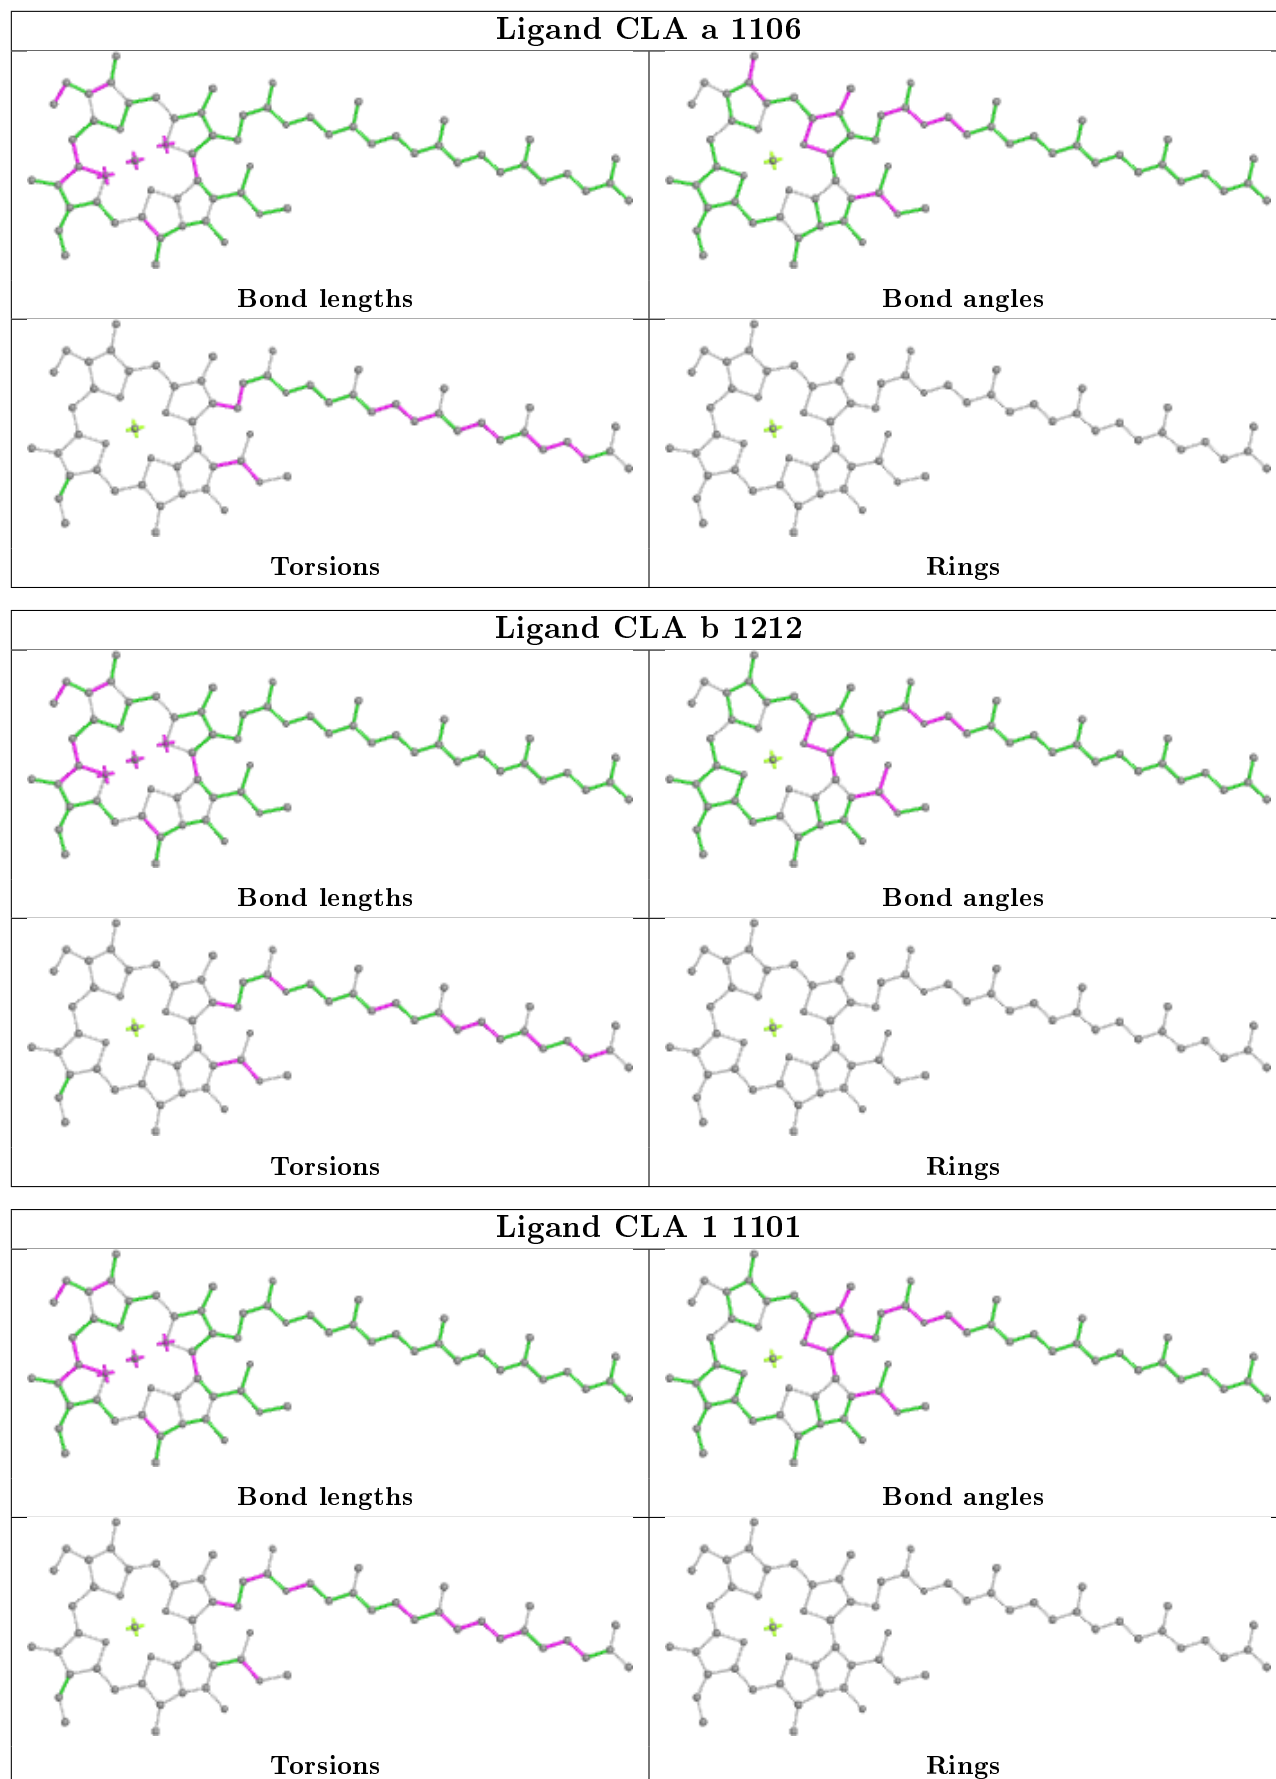 Ligand CLA a 1106
Bond lengths
Bond angles
Torsions
Rings
Ligand CLA b 1212
Bond lengths
Bond angles
Torsions
Rings
Ligand CLA 1 1101
Bond lengths
Bond angles
Torsions
Rings